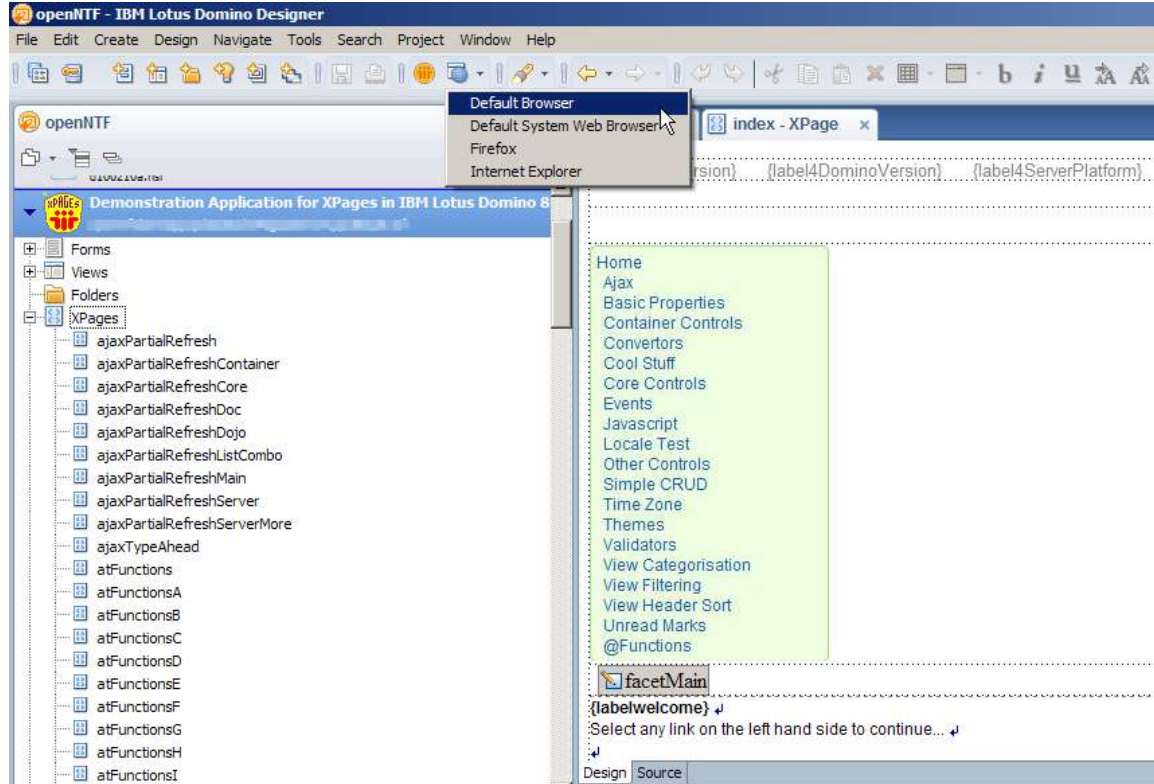 openNTF - IBM Lotus Domino Designer
File Edit Create Design Navigate Tools Search Project Window Help
b i u
Default Browser
Default System Web Browser
Firefox
Internet Explorer
openNTF
XPAGEs
Demonstration Application for XPages in IBM Lotus Domino 8
Forms
Views
Folders
XPages
ajaxPartialRefresh
ajaxPartialRefreshContainer
ajaxPartialRefreshCore
ajaxPartialRefreshDoc
ajaxPartialRefreshDojo
ajaxPartialRefreshListCombo
ajaxPartialRefreshMain
ajaxPartialRefreshServer
ajaxPartialRefreshServerMore
ajaxTypeAhead
atFunctions
atFunctionsA
atFunctionsB
atFunctionsC
atFunctionsD
atFunctionsE
atFunctionsF
atFunctionsG
atFunctionsH
atFunctionsI
index - XPage
rsion} {label4DominoVersion} {label4ServerPlatform}
Home
Ajax
Basic Properties
Container Controls
Convertors
Cool Stuff
Core Controls
Events
Javascript
Locale Test
Other Controls
Simple CRUD
Time Zone
Themes
Validators
View Categorisation
View Filtering
View Header Sort
Unread Marks
@Functions
facetMain
{labelwelcome}
Select any link on the left hand side to continue...
Design Source